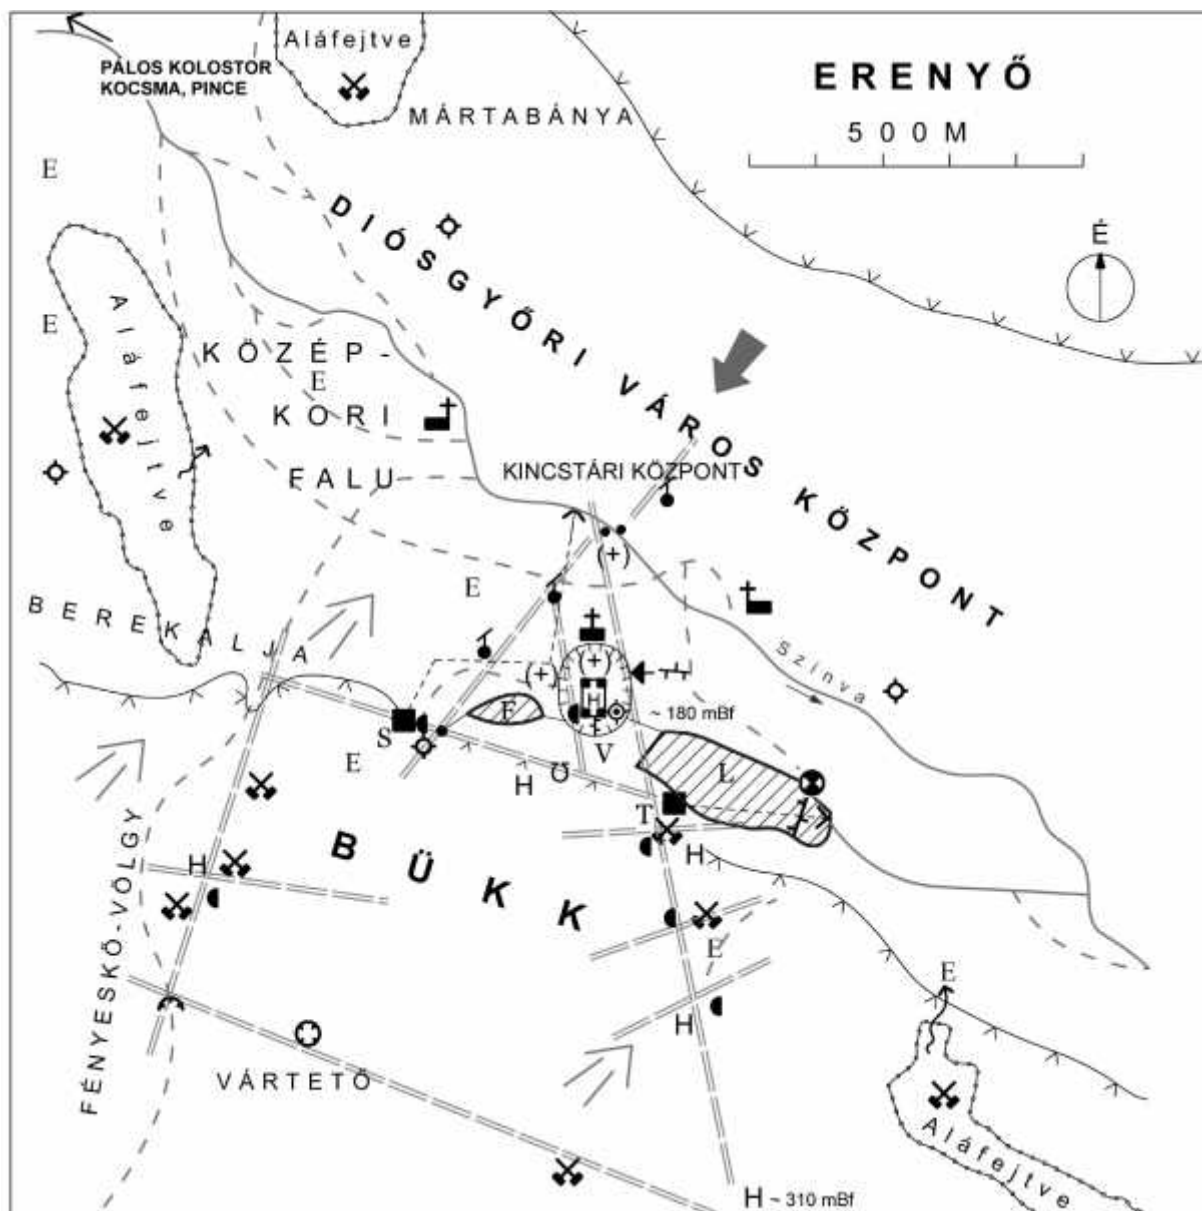 Aláfejtve
PÁLOS KOLOSTOR
KOCSMA, PINCE
MÁRTABÁNYA
ERENYŐ
500M
É
E
DIÓSGYŐRI VÁROS KÖZPONT
Aláfejtve
E
KÖZÉP-
E
KORI
FALU
KINCSTÁRI KÖZPONT
(+)
E
BEREKALJA
(+)
(+)
Szinva
H
F
~ 180 mBf
S
E
V
H
Ü
L
T
H
BÜKK
H
E
FÉNYESKŐ-VÖLGY
E
H
VÁRTETŐ
Aláfejtve
H ~ 310 mBf